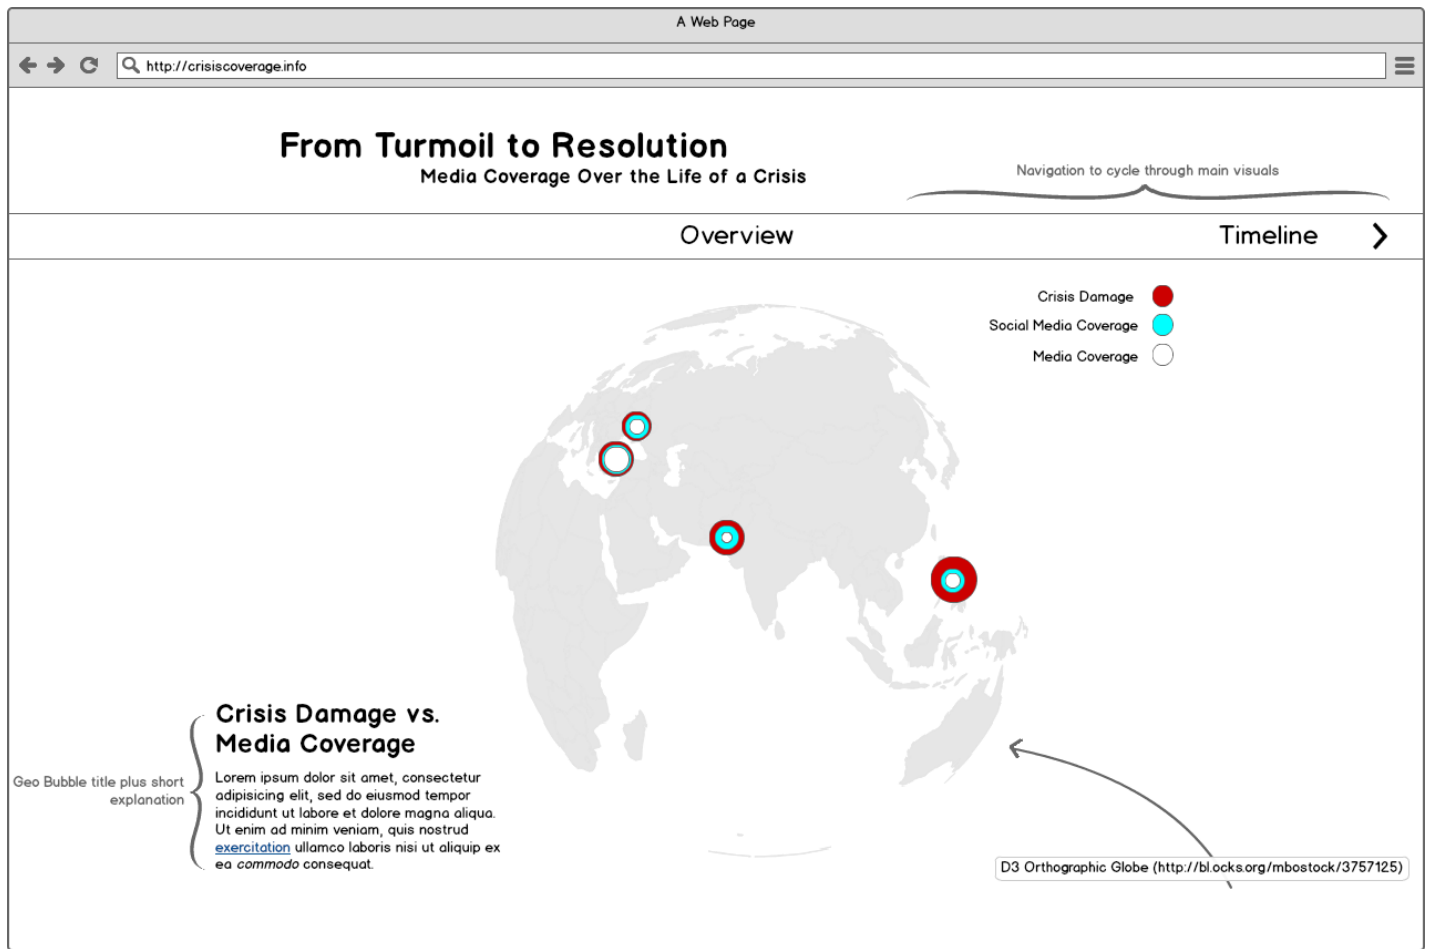 A Web Page
http://crisiscoverage.info
From Turmoil to Resolution
Media Coverage Over the Life of a Crisis
Navigation to cycle through main visuals
Overview
Timeline
Crisis Damage
Social Media Coverage
Media Coverage
Crisis Damage vs.
Media Coverage
Geo Bubble title plus short
explanation
Lorem ipsum dolor sit amet, consectetur
adipisicing elit, sed do eiusmod tempor
incididunt ut labore et dolore magna aliqua.
Ut enim ad minim veniam, quis nostrud
exercitation ullamco laboris nisi ut aliquip ex
ea commodo consequat.
D3 Orthographic Globe (http://bl.ocks.org/mbostock/3757125)